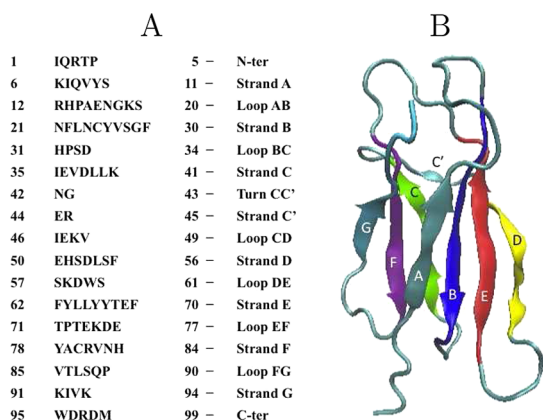 A
B
1 IQRTP 5 – N-ter
6 KIQVYS 11 – Strand A
12 RHPAENGKS 20 – Loop AB
21 NFLNCYVSGF 30 – Strand B
31 HPSD 34 – Loop BC
35 IEVDLLK 41 – Strand C
42 NG 43 – Turn CC'
44 ER 45 – Strand C'
46 IEKV 49 – Loop CD
50 EHSDLSF 56 – Strand D
57 SKDWS 61 – Loop DE
62 FYLLYYTEF 70 – Strand E
71 TPTEKDE 77 – Loop EF
78 YACRVNH 84 – Strand F
85 VTLSQP 90 – Loop FG
91 KIVK 94 – Strand G
95 WDRDM 99 – C-ter
C'
C
G
D
F
A
B
E